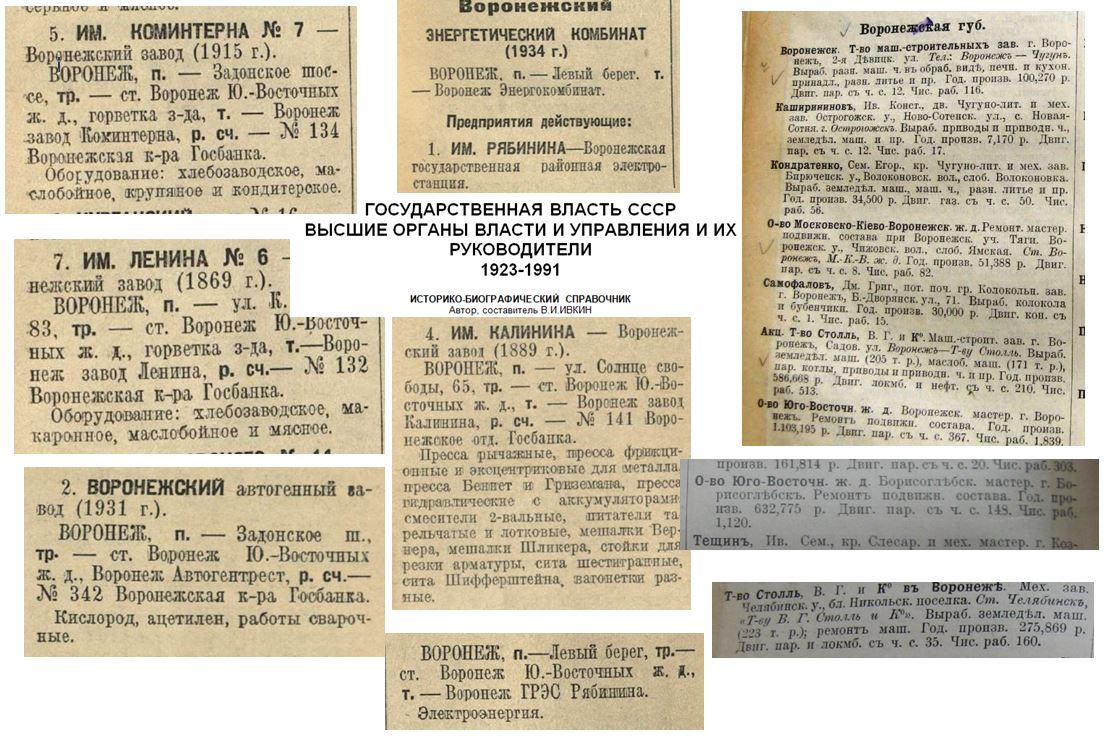 5. ИМ. КОМИНТЕРНА № 7 —
Воронежский завод (1915 г.).
ВОРОНЕЖ, п. — Задонское шос-
се, тр. — ст. Воронеж Ю.-Восточных
ж. д., горветка з-да, т. — Воронеж
завод Коминтерна, р. сч. — № 134
Воронежская к-ра Госбанка.
Оборудование: хлебозаводское, ма-
слобойное, крупяное и кондитерское.
7. ИМ. ЛЕНИНА № 6 —
нежский завод (1869 г.).
ВОРОНЕЖ, п. — ул. К.
83, тр. — ст. Воронеж Ю.-Восточ-
ных ж. д., горветка з-да, т.—Воро-
неж завод Ленина, р. сч.— № 132
Воронежская к-ра Госбанка.
Оборудование: хлебозаводское, ма-
каронное, маслобойное и мясное.
2. ВОРОНЕЖСКИЙ автогенный за-
вод (1931 г.).
ВОРОНЕЖ, п. — Задонское ш.,
тр. — ст. Воронеж Ю.-Восточных
ж. д., Воронеж Автогентрест, р. сч.—
№ 342 Воронежская к-ра Госбанка.
Кислород, ацетилен, работы свароч-
ные.
Воронежский
ЭНЕРГЕТИЧЕСКИЙ КОМБИНАТ
(1934 г.)
ВОРОНЕЖ, п. — Левый берег. т.
— Воронеж Энергокомбинат.
Предприятия действующие:
1. ИМ. РЯБИНИНА—Воронежская
государственная районная электро-
станция.
ГОСУДАРСТВЕННАЯ ВЛАСТЬ СССР
ВЫСШИЕ ОРГАНЫ ВЛАСТИ И УПРАВЛЕНИЯ И ИХ
РУКОВОДИТЕЛИ
1923-1991
ИСТОРИКО-БИОГРАФИЧЕСКИЙ СПРАВОЧНИК
Автор, составитель В.И.ИВКИН
4. ИМ. КАЛИНИНА — Воронеж-
ский завод (1889 г.).
ВОРОНЕЖ, п. — ул. Солнце сво-
боды, 65, тр. — ст. Воронеж Ю.-Во-
сточных ж. д., т. — Воронеж завод
Калинина, р. сч. — № 141 Воро-
нежское отд. Госбанка.
Пресса рычажные, пресса фрикци-
онные и эксцентриковые для металла,
пресса Беннет и Гриземана, пресса
гидравлические с аккумуляторами,
смесители 2-вальные, питатели та-
рельчатые и лотковые, мешалки Вер-
нера, мешалки Шликера, стойки для
резки арматуры, сита шестигранные,
сита Шифферштейна, вагонетки раз-
ные.
ВОРОНЕЖ, п.—Левый берег, тр.—
ст. Воронеж Ю.-Восточных ж. д.,
т. — Воронеж ГРЭС Рябинина.
Электроэнергия.
Воронежская губ.
Воронежск. Т-во маш.-строительныхъ зав. г. Воро-
нежъ, 2-я Дѣвицк. ул. Тел.: Воронежъ — Чугунъ.
Выраб. разн. маш. ч. въ обраб. видѣ, печн. и кухон.
принадл., разн. литье и пр. Год. произв. 100,270 р.
Двиг. пар. съ ч. с. 12. Чис. раб. 116.
Каширининовъ, Ив. Конст., дв. Чугуно-лит. и мех.
зав. Острогожск. у., Ново-Сотенск. ул., с. Новая-
Сотня. г. Острогожскъ. Выраб. приводы и приводн. ч.,
земледѣл. маш. и пр. Год. произв. 7,170 р. Двиг.
пар. съ ч. с. 12. Чис. раб. 17.
Кондратенко, Сем. Егор., кр. Чугуно-лит. и мех. зав.
Бирюченск. у., Волоконовск. вол., слоб. Волоконовка.
Выраб. земледѣл. маш., маш. ч., разн. литье и пр.
Год. произв. 34,500 р. Двиг. газ. съ ч. с. 50. Чис.
раб. 56.
О-во Московско-Кіево-Воронежск. ж. д. Ремонт. мастер.
подвижн. состава при Воронежск. уч. Тяги. Во-
ронежск. у., Чижовск. вол., слоб. Ямская. Ст. Во-
ронежъ, М.-К.-В. ж. д. Год. произв. 51,388 р. Двиг.
пар. съ ч. с. 8. Чис. раб. 82.
Самофаловъ, Дм. Григ., пот. поч. гр. Колокольн. зав.
г. Воронежъ, Б.-Дворянск. ул., 71. Выраб. колокола
и бубенчики. Год. произв. 30,000 р. Двиг. кон. съ
ч. с. 1. Чис. раб. 15.
Акц. Т-во Столль, В. Г. и Ко. Маш.-строит. зав. г. Во-
ронежъ, Садов. ул. Воронежъ—Т-ву Столль. Выраб.
земледѣл. маш. (205 т. р.), маслоб. маш. (171 т. р.),
пар. котлы, приводы и приводн. ч. и пр. Год. произв.
586,668 р. Двиг. локмб. и нефт. съ ч. с. 210. Чис.
раб. 513.
О-во Юго-Восточн. ж. д. Воронежск. мастер. г. Воро-
нежъ. Ремонтъ подвижн. состава. Год. произв.
1.103,195 р. Двиг. пар. съ ч. с. 367. Чис. раб. 1,839.
произв. 161,814 р. Двиг. пар. съ ч. с. 20. Чис. раб. 303.
О-во Юго-Восточн. ж. д. Борисоглѣбск. мастер. г. Бо-
рисоглѣбскъ. Ремонтъ подвижн. состава. Год. про-
изв. 632,775 р. Двиг. пар. съ ч. с. 148. Чис. раб.
1,120.
Тещинъ, Ив. Сем., кр. Слесар. и мех. мастер. г. Коз-
Т-во Столль, В. Г. и Ко въ Воронежѣ. Мех. зав.
Челябинск. у., бл. Никольск. поселка. Ст. Челябинскъ,
«Т-ву В. Г. Столль и Ко». Выраб. земледѣл. маш.
(223 т. р.); ремонтъ маш. Год. произв. 275,869 р.
Двиг. пар. и локмб. съ ч. с. 35. Чис. раб. 160.